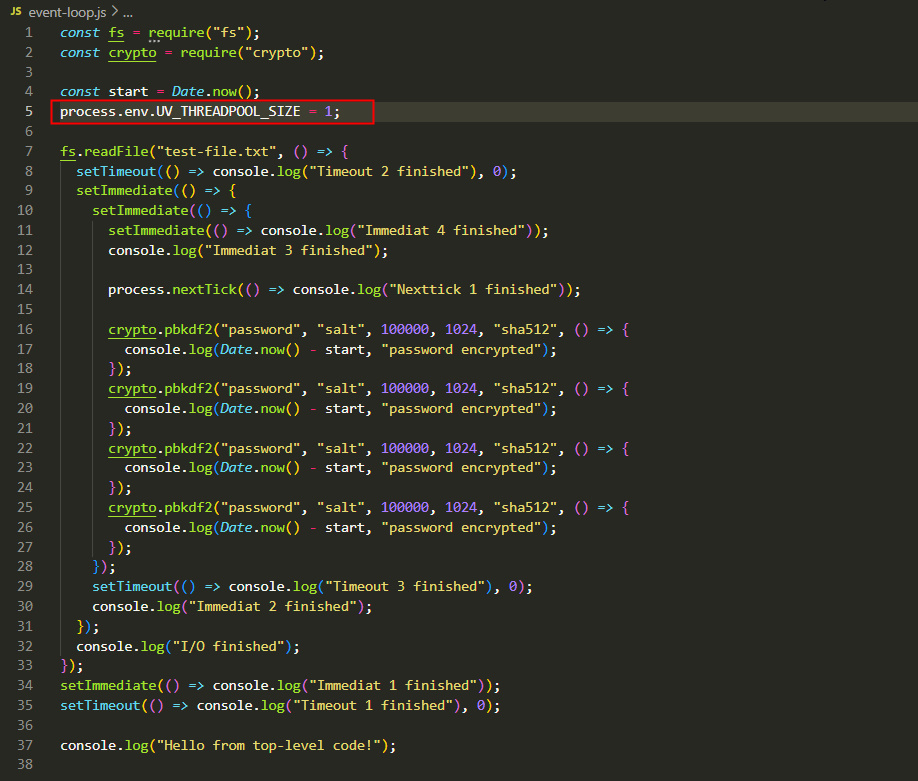 JS event-loop.js > ...
1 const fs = require("fs");
2 const crypto = require("crypto");
3
4 const start = Date.now();
5 process.env.UV_THREADPOOL_SIZE = 1;
6
7 fs.readFile("test-file.txt", () => {
8   setTimeout(() => console.log("Timeout 2 finished"), 0);
9   setImmediate(() => {
10     setImmediate(() => {
11       setImmediate(() => console.log("Immediat 4 finished"));
12       console.log("Immediat 3 finished");
13
14       process.nextTick(() => console.log("Nexttick 1 finished"));
15
16       crypto.pbkdf2("password", "salt", 100000, 1024, "sha512", () => {
17         console.log(Date.now() - start, "password encrypted");
18       });
19       crypto.pbkdf2("password", "salt", 100000, 1024, "sha512", () => {
20         console.log(Date.now() - start, "password encrypted");
21       });
22       crypto.pbkdf2("password", "salt", 100000, 1024, "sha512", () => {
23         console.log(Date.now() - start, "password encrypted");
24       });
25       crypto.pbkdf2("password", "salt", 100000, 1024, "sha512", () => {
26         console.log(Date.now() - start, "password encrypted");
27       });
28     });
29     setTimeout(() => console.log("Timeout 3 finished"), 0);
30     console.log("Immediat 2 finished");
31   });
32   console.log("I/O finished");
33 });
34 setImmediate(() => console.log("Immediat 1 finished"));
35 setTimeout(() => console.log("Timeout 1 finished"), 0);
36
37 console.log("Hello from top-level code!");
38